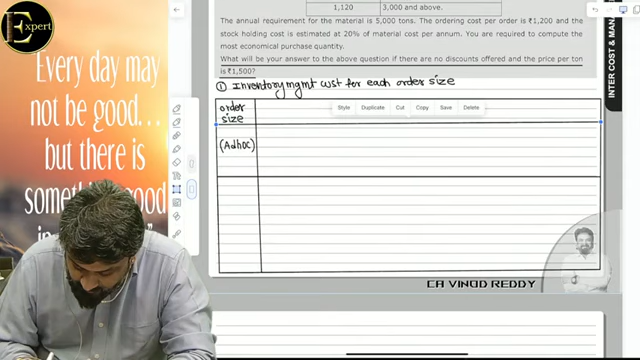 Expert
Every day may
not be good...
but there is
something good
in
1,120
3,000 and above.
The annual requirement for the material is 5,000 tons. The ordering cost per order is ₹1,200 and the
stock holding cost is estimated at 20% of material cost per annum. You are required to compute the
most economical purchase quantity.
What will be your answer to the above question if there are no discounts offered and the price per ton
is ₹1,500?
① Inventory mgmt cost for each order size
order
size
Style Duplicate Cut Copy Save Delete
(Adhoc)
CA VINOD REDDY
INTER COST &